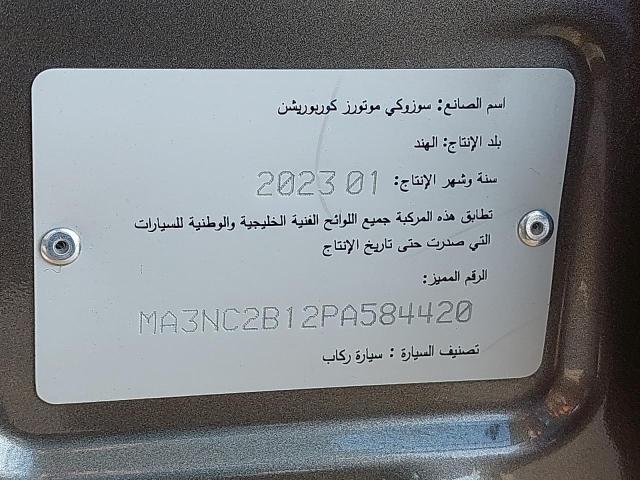 اسم الصانع: سوزوكي موتورز كوربوريشن
بلد الإنتاج: الهند
سنة وشهر الإنتاج: 01 2023
تطابق هذه المركبة جميع اللوائح الفنية الخليجية والوطنية للسيارات
التي صدرت حتى تاريخ الإنتاج
الرقم المميز:
MA3NC2B12PA584420
تصنيف السيارة : سيارة ركاب